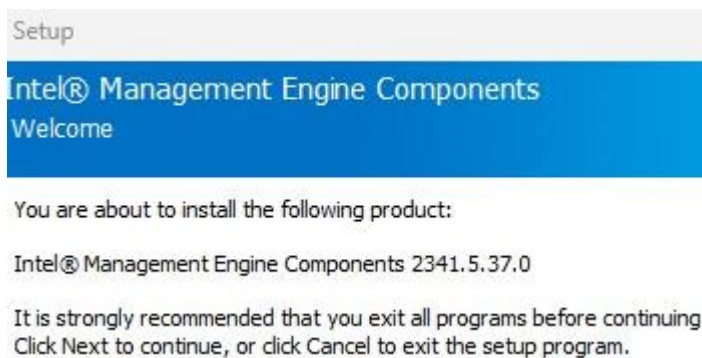 Setup
Intel® Management Engine Components
Welcome
You are about to install the following product:
Intel® Management Engine Components 2341.5.37.0
It is strongly recommended that you exit all programs before continuing
Click Next to continue, or click Cancel to exit the setup program.